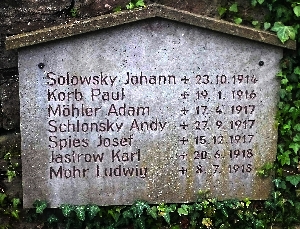 Solowsky Johann + 23.10.1914
Korb Paul + 19. 1. 1916
Möhler Adam + 17. 4. 1917
Schlonsky Andr + 27. 9. 1917
Spies Josef + 15.12.1917
Jastrow Karl + 20. 6. 1918
Mohr Ludwig + 8. 7. 1918